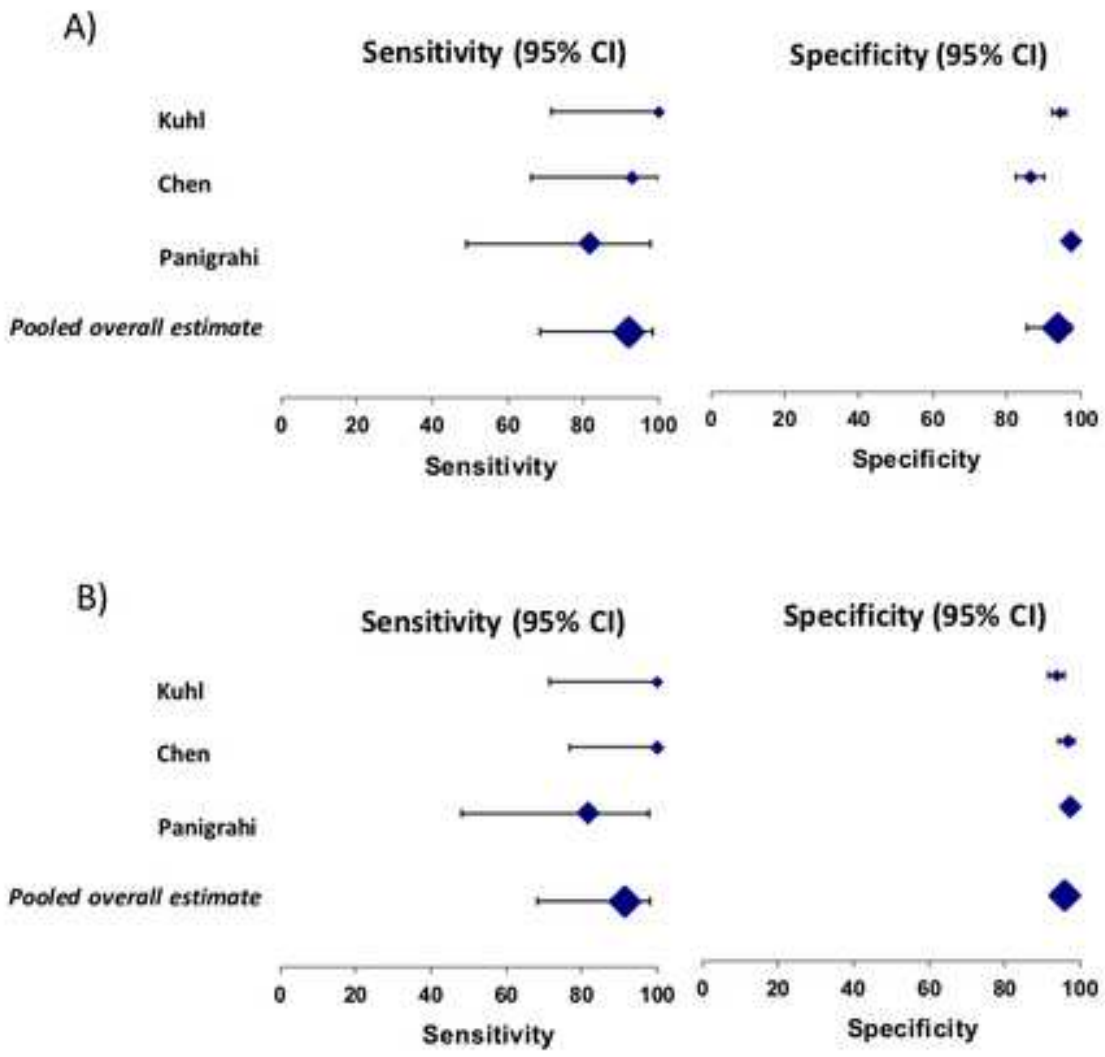 A)
Sensitivity (95% CI)
Specificity (95% CI)
Kuhl
Chen
Panigrahi
Pooled overall estimate
0 20 40 60 80 100
Sensitivity
0 20 40 60 80 100
Specificity
B)
Sensitivity (95% CI)
Specificity (95% CI)
Kuhl
Chen
Panigrahi
Pooled overall estimate
0 20 40 60 80 100
Sensitivity
0 20 40 60 80 100
Specificity